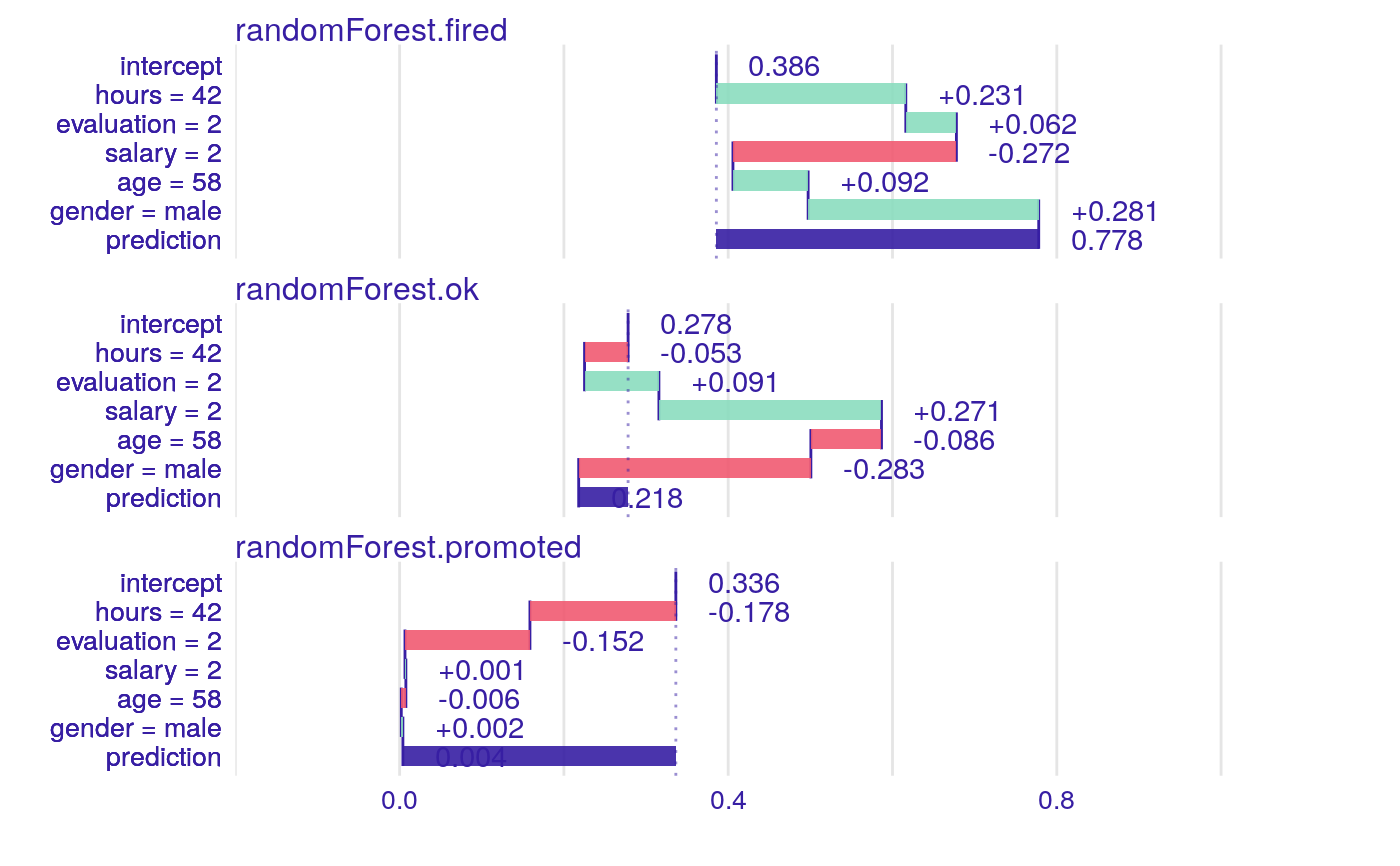 randomForest.fired
intercept 0.386
hours = 42 +0.231
evaluation = 2 +0.062
salary = 2 -0.272
age = 58 +0.092
gender = male +0.281
prediction 0.778
randomForest.ok
intercept 0.278
hours = 42 -0.053
evaluation = 2 +0.091
salary = 2 +0.271
age = 58 -0.086
gender = male -0.283
prediction 0.218
randomForest.promoted
intercept 0.336
hours = 42 -0.178
evaluation = 2 -0.152
salary = 2 +0.001
age = 58 -0.006
gender = male +0.002
prediction 0.004
0.0 0.4 0.8